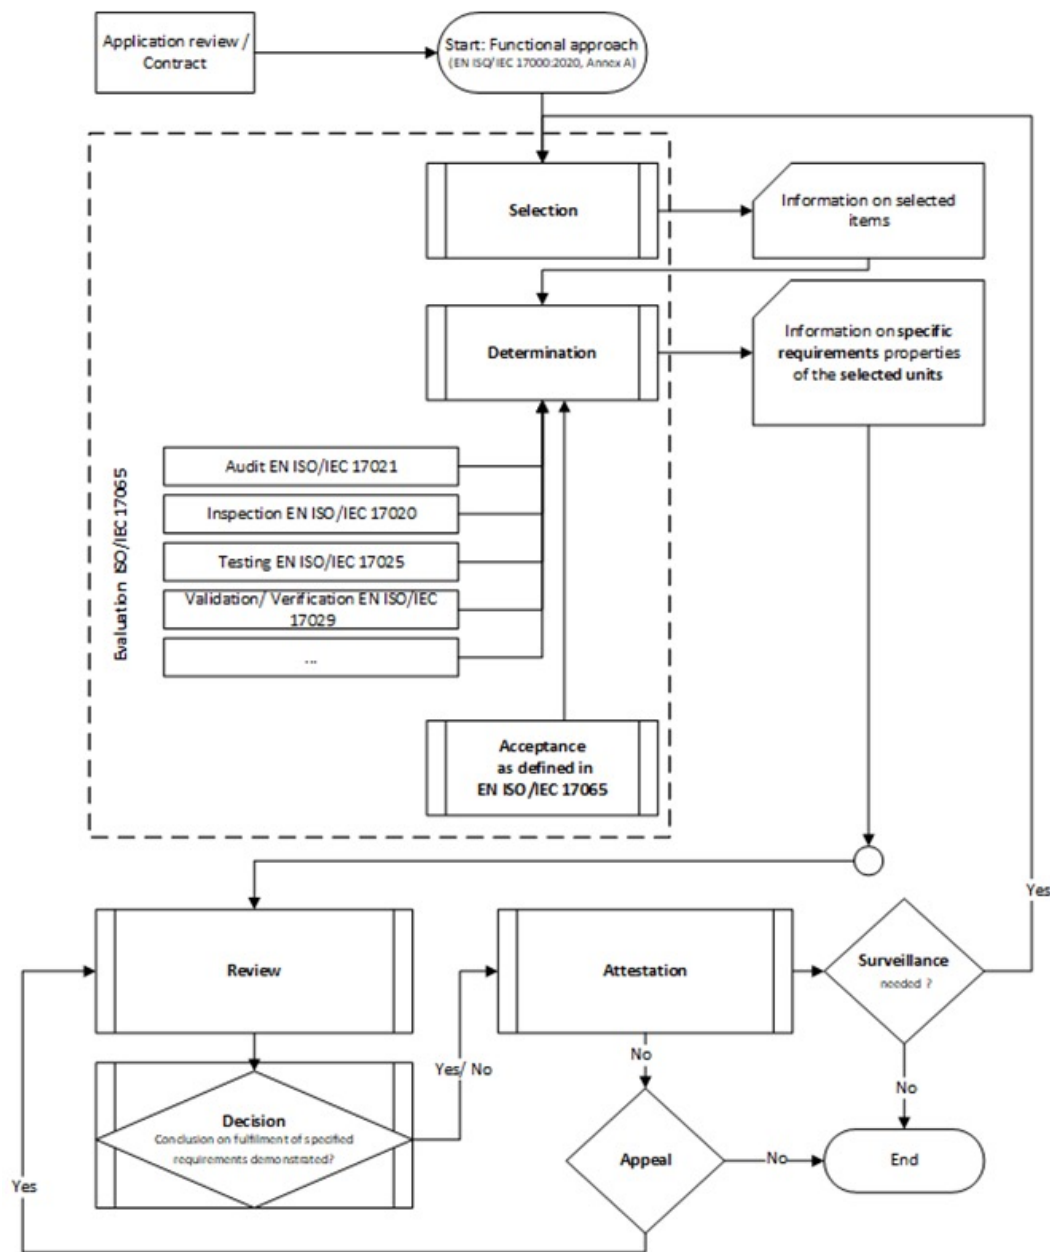 Application review /
Contract
Start: Functional approach
(EN ISO/IEC 17000:2020, Annex A)
Selection
Information on selected
items
Determination
Information on specific
requirements properties
of the selected units
Evaluation ISO/IEC 17065
Audit EN ISO/IEC 17021
Inspection EN ISO/IEC 17020
Testing EN ISO/IEC 17025
Validation/ Verification EN ISO/IEC
17029
...
Acceptance
as defined in
EN ISO/IEC 17065
Yes
Review
Attestation
Surveillance
needed ?
Yes/ No
No
No
Decision
Conclusion on fulfilment of specified
requirements demonstrated?
Appeal
No
End
Yes